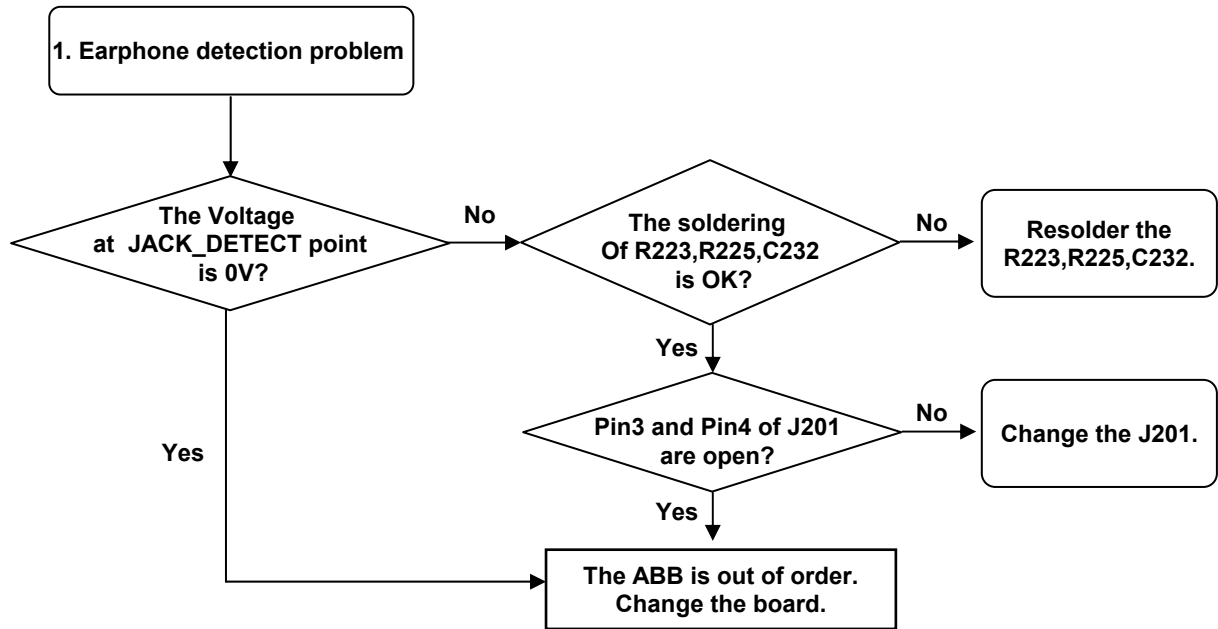 1. Earphone detection problem
The Voltage
at JACK_DETECT point
is 0V?
No
The soldering
Of R223,R225,C232
is OK?
No
Resolder the
R223,R225,C232.
Yes
Pin3 and Pin4 of J201
are open?
No
Change the J201.
Yes
Yes
The ABB is out of order.
Change the board.